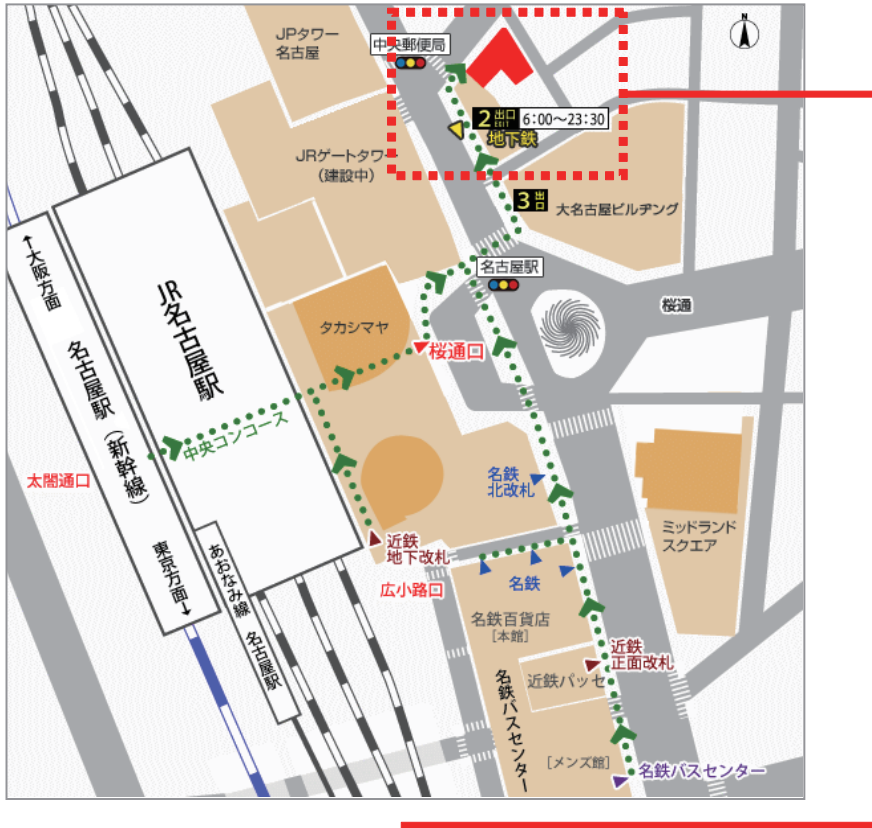 JPタワー
名古屋
中央郵便局
N
2 出口 EXIT 6:00～23:30
地下鉄
JRゲートタワー
(建設中)
3 出口
大名古屋ビルヂング
名古屋駅
桜通
タカシマヤ
桜通口
←大阪方面
名古屋駅(新幹線)
東京方面→
JR名古屋駅
中央コンコース
太閤通口
名鉄
北改札
ミッドランド
スクエア
近鉄
地下改札
広小路口
名鉄
あおなみ線 名古屋駅
名鉄百貨店
[本館]
近鉄
正面改札
近鉄パッセ
名鉄バスセンター
[メンズ館]
名鉄バスセンター